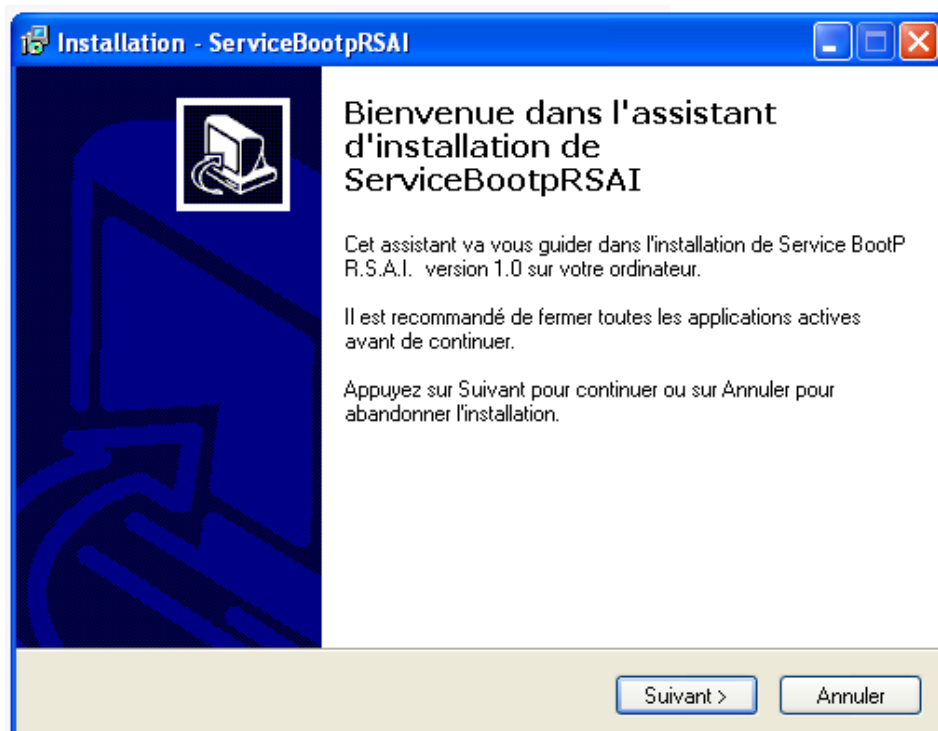 Installation - ServiceBootpRSAI
Bienvenue dans l'assistant
d'installation de
ServiceBootpRSAI
Cet assistant va vous guider dans l'installation de Service BootP
R.S.A.I.  version 1.0 sur votre ordinateur.
Il est recommandé de fermer toutes les applications actives
avant de continuer.
Appuyez sur Suivant pour continuer ou sur Annuler pour
abandonner l'installation.
Suivant >
Annuler